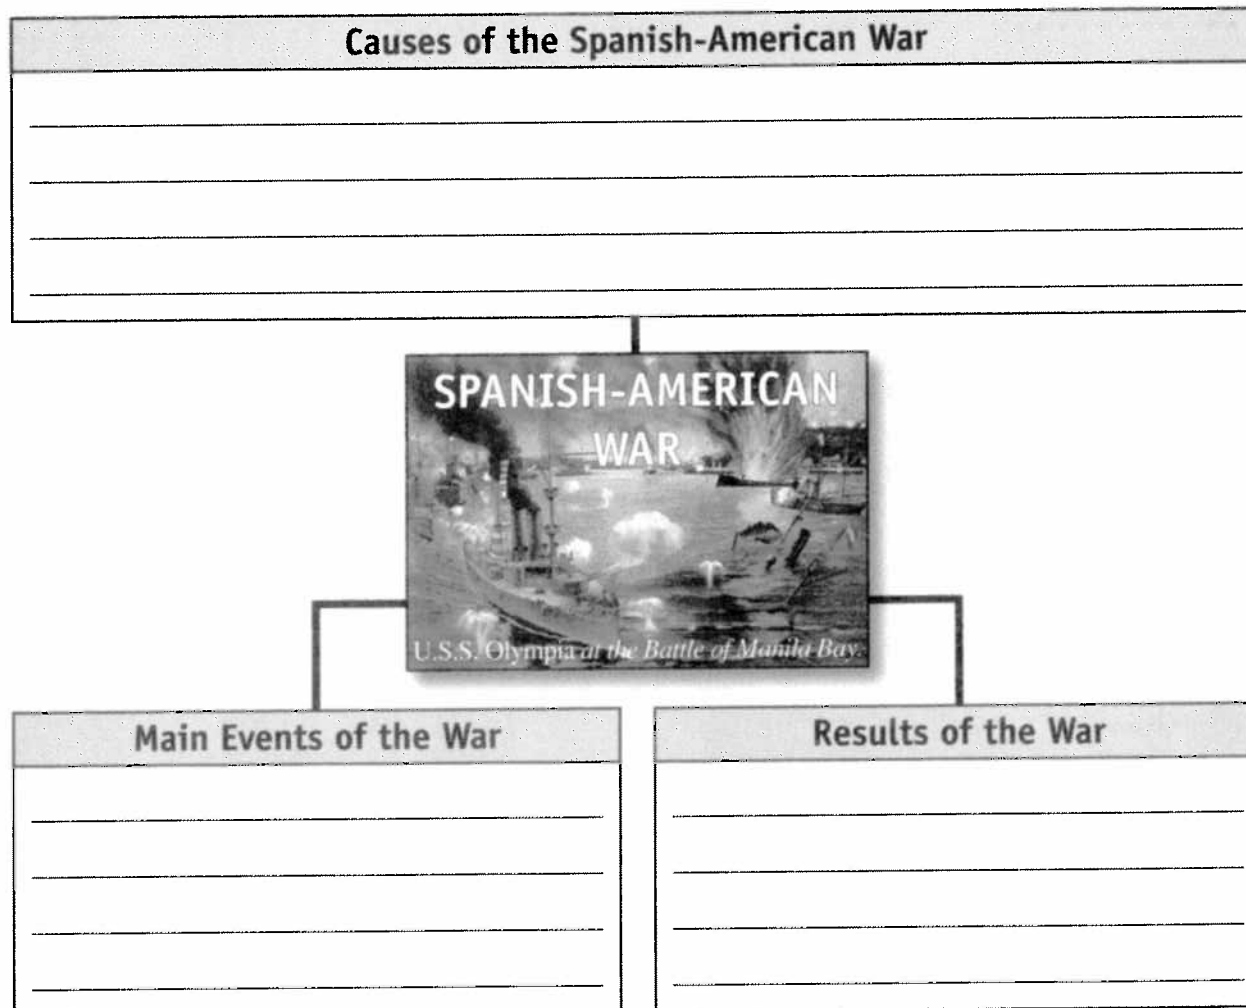 Causes of the Spanish-American War
SPANISH-AMERICAN
WAR
U.S.S. Olympia at the Battle of Manila Bay.
Main Events of the War
Results of the War